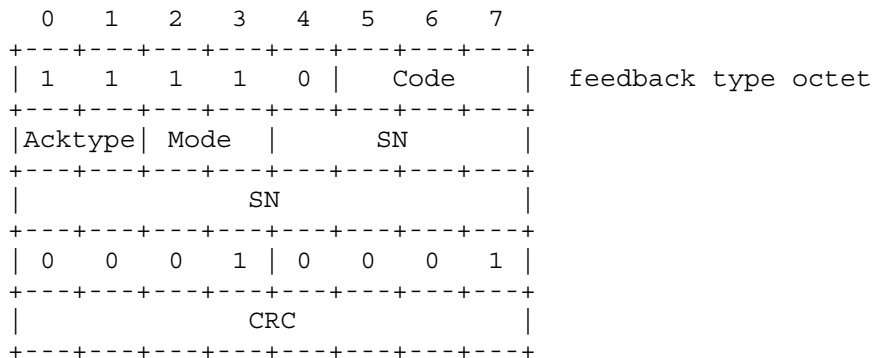 0   1   2   3   4   5   6   7
+---+---+---+---+---+---+---+---+
| 1   1   1   1   0 |   Code    |  feedback type octet
+---+---+---+---+---+---+---+---+
|Acktype| Mode  |      SN       |
+---+---+---+---+---+---+---+---+
|              SN               |
+---+---+---+---+---+---+---+---+
| 0   0   0   1 | 0   0   0   1 |
+---+---+---+---+---+---+---+---+
|              CRC              |
+---+---+---+---+---+---+---+---+